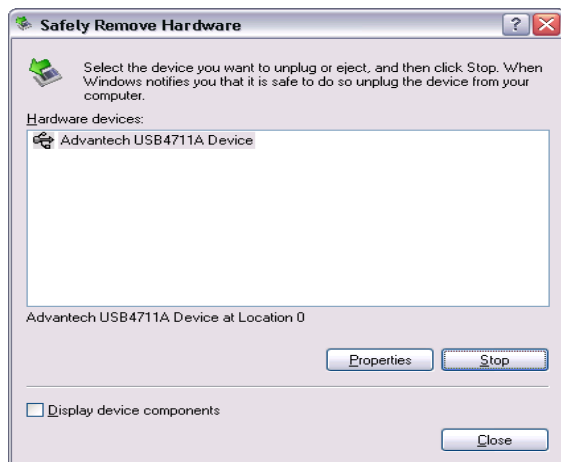 Safely Remove Hardware
Select the device you want to unplug or eject, and then click Stop. When
Windows notifies you that it is safe to do so unplug the device from your
computer.
Hardware devices:
Advantech USB4711A Device
Advantech USB4711A Device at Location 0
Properties Stop
Display device components
Close